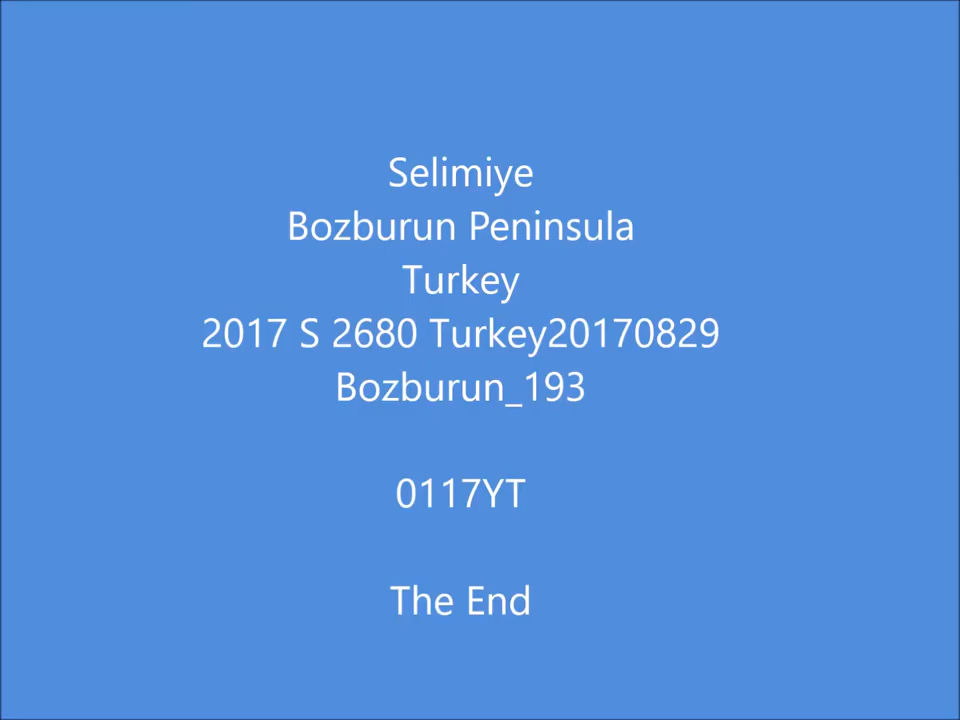 Selimiye
Bozburun Peninsula
Turkey
2017 S 2680 Turkey20170829
Bozburun_193
0117YT
The End